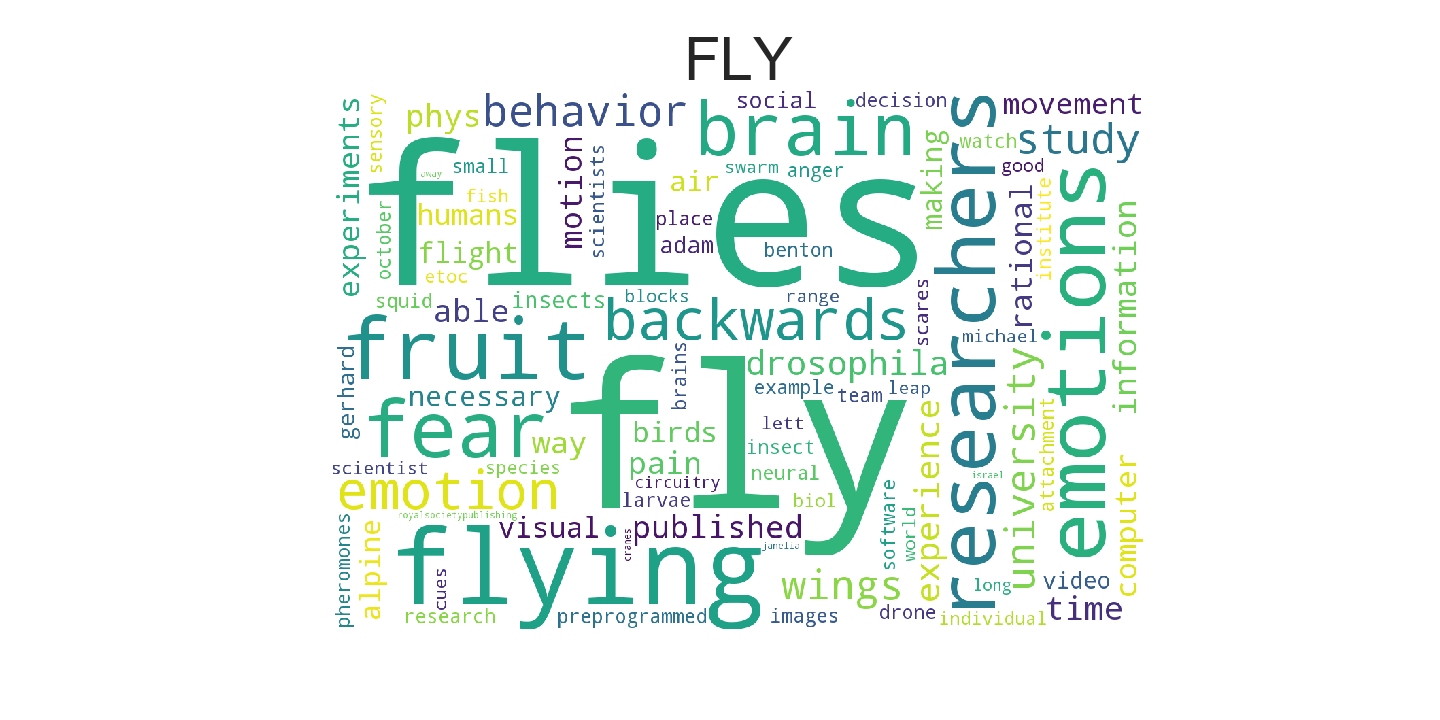 FLY
flies
fly
flying
researchers
emotions
brain
fruit
fear
backwards
emotion
behavior
study
experiments
sensory
phys
social
decision
movement
small
away
fish
humans
october
flight
etoc
motion
scientists
air
swarm
anger
place
adam
benton
making
watch
good
rational
institute
information
squid
able
insects
blocks
range
scares
michael
gerhard
necessary
brains
drosophila
example
team
leap
way
birds
lett
insect
pain
neural
circuitry
larvae
biol
scientist
species
royalsocietypublishing
visual
published
cranes
janelia
software
world
experience
israel
university
attachment
computer
pheromones
alpine
cues
research
preprogrammed
wings
images
drone
individual
long
video
time